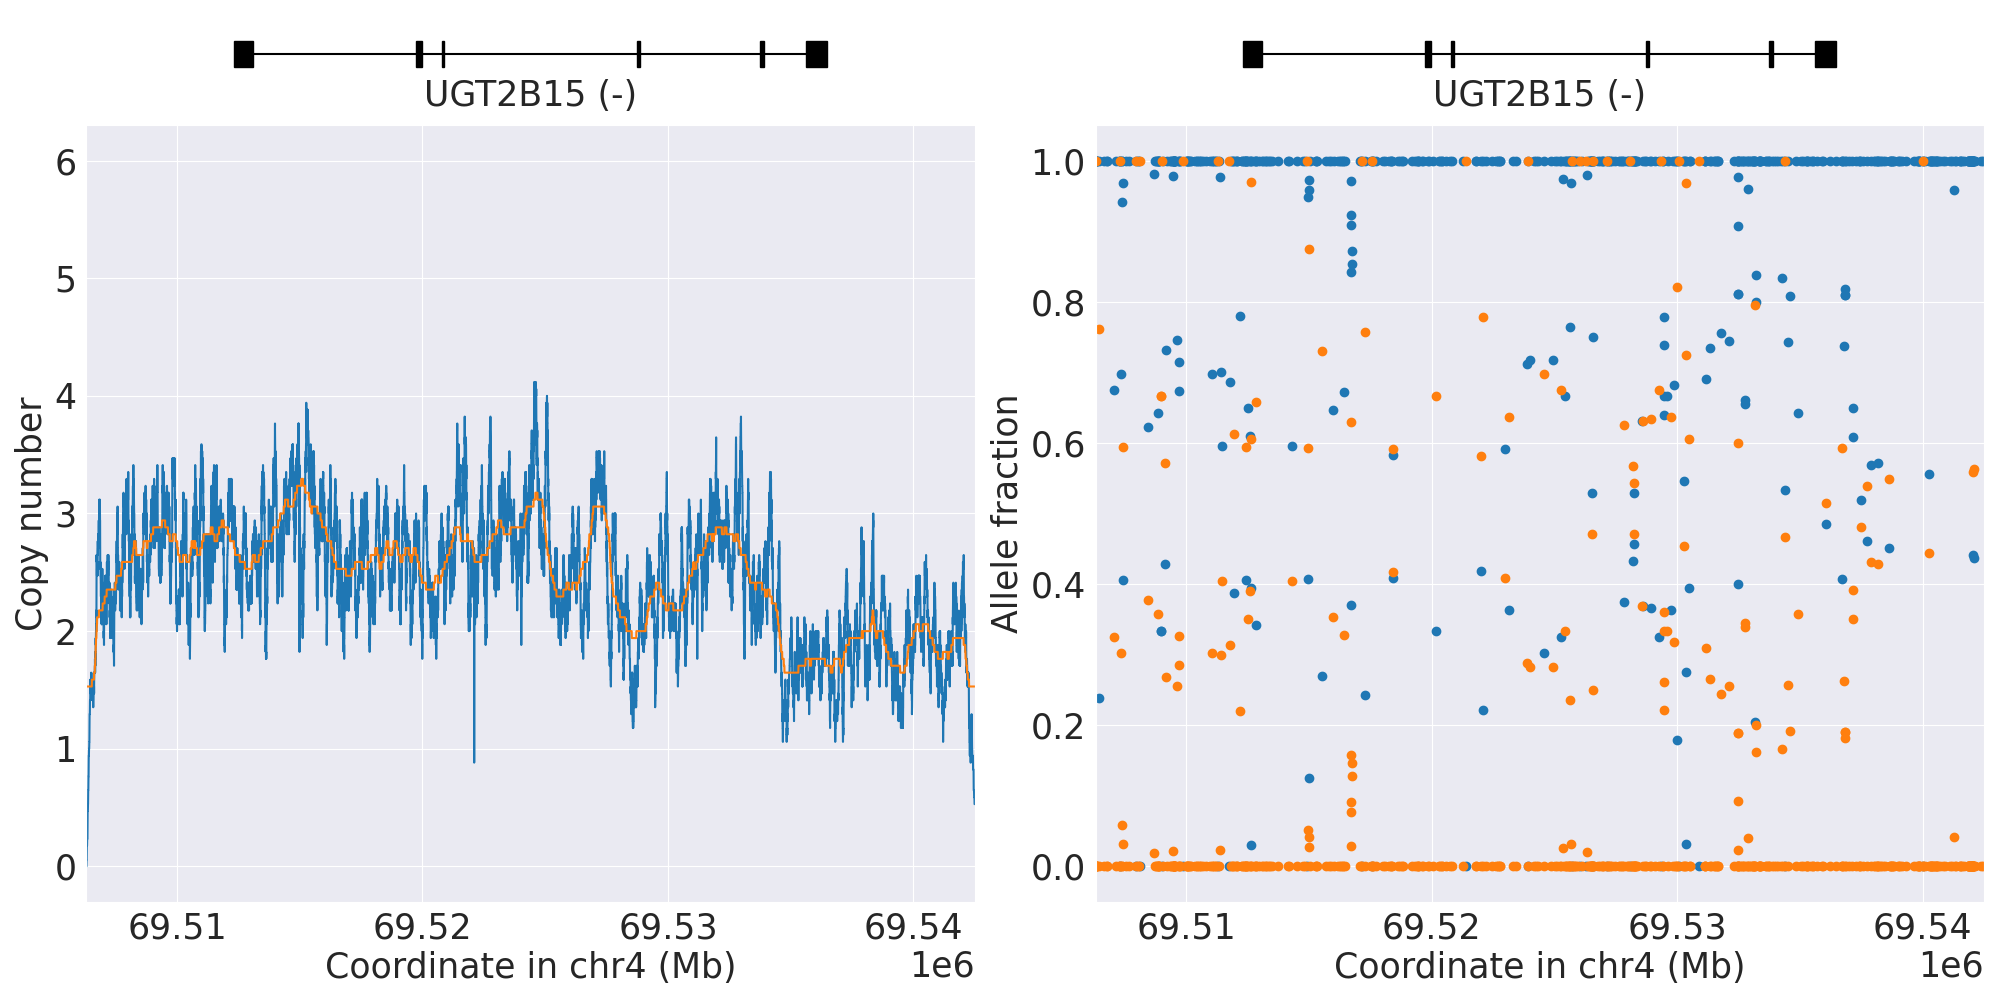 UGT2B15 (-)
6
5
4
3
2
1
0
Copy number
69.51
69.52
69.53
69.54
Coordinate in chr4 (Mb)
1e6
UGT2B15 (-)
1.0
0.8
0.6
0.4
0.2
0.0
Allele fraction
69.51
69.52
69.53
69.54
Coordinate in chr4 (Mb)
1e6